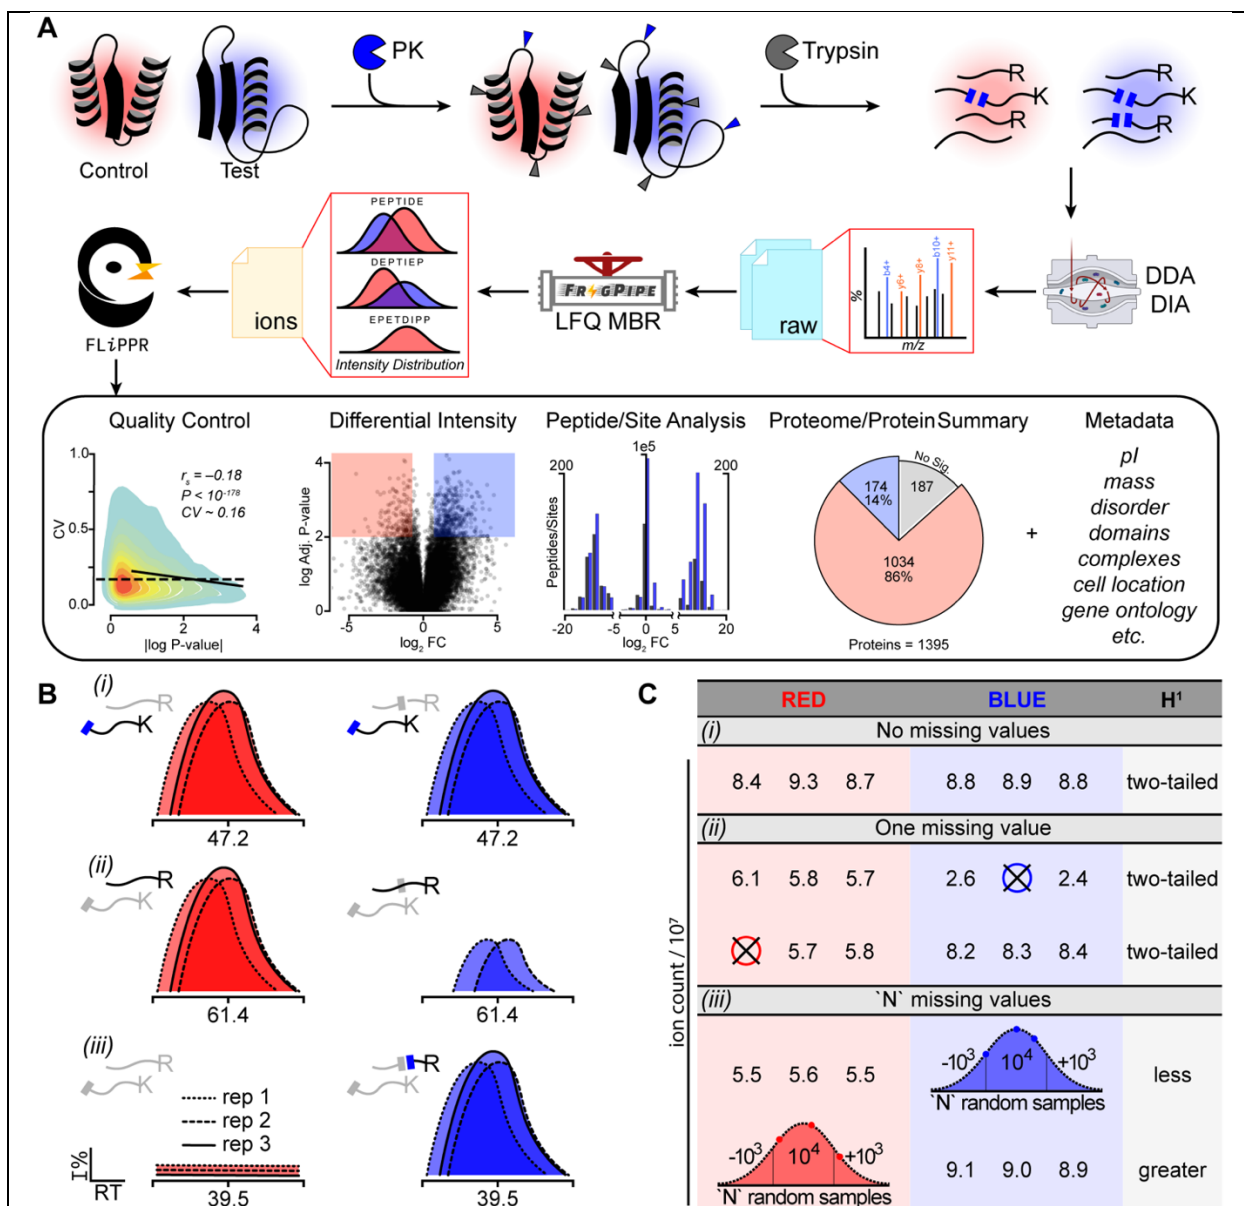 A
PK
Trypsin
R
K
R
R
K
R
Control
Test
PEPTIDE
DEPTIEP
EPETDIPP
Intensity Distribution
ions
FLiPPR
FRAGPIPE
LFQ MBR
raw
%
b4+
y6+
y8+
b10+
y11+
m/z
DDA
DIA
Quality Control
CV
1.0
0.5
0.0
rs = −0.18
P < 10-178
CV ~ 0.16
0
2
4
|log P-value|
Differential Intensity
log Adj. P-value
4
2
0
-5
0
5
log2 FC
Peptide/Site Analysis
Peptides/Sites
200
1e5
200
-20
-5
0
5
20
log2 FC
Proteome/Protein Summary
No Sig.
174
14%
187
1034
86%
Proteins = 1395
+
Metadata
pI
mass
disorder
domains
complexes
cell location
gene ontology
etc.
B
(i)
R
K
47.2
R
K
47.2
(ii)
R
K
61.4
R
K
61.4
(iii)
R
K
rep 1
rep 2
rep 3
I%
RT
39.5
R
K
39.5
C
RED BLUE H1
(i) No missing values
8.4 9.3 8.7 8.8 8.9 8.8 two-tailed
(ii) One missing value
6.1 5.8 5.7 2.6 2.4 two-tailed
5.7 5.8 8.2 8.3 8.4 two-tailed
(iii) `N` missing values
5.5 5.6 5.5 -103 104 +103 less
`N` random samples
-103 104 +103 9.1 9.0 8.9 greater
`N` random samples
ion count / 107